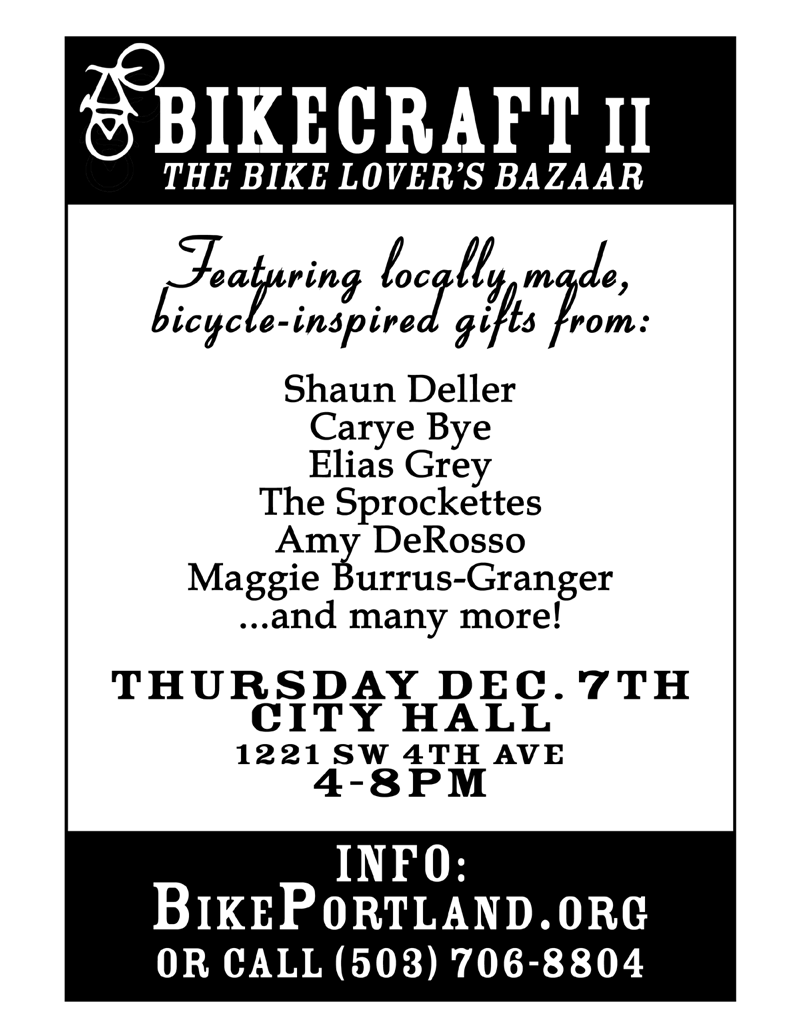 BIKECRAFT II
THE BIKE LOVER'S BAZAAR
Featuring locally made,
bicycle-inspired gifts from:
Shaun Deller
Carye Bye
Elias Grey
The Sprockettes
Amy DeRosso
Maggie Burrus-Granger
...and many more!
THURSDAY DEC. 7TH
CITY HALL
1221 SW 4TH AVE
4-8PM
INFO:
BIKEPORTLAND.ORG
OR CALL (503) 706-8804